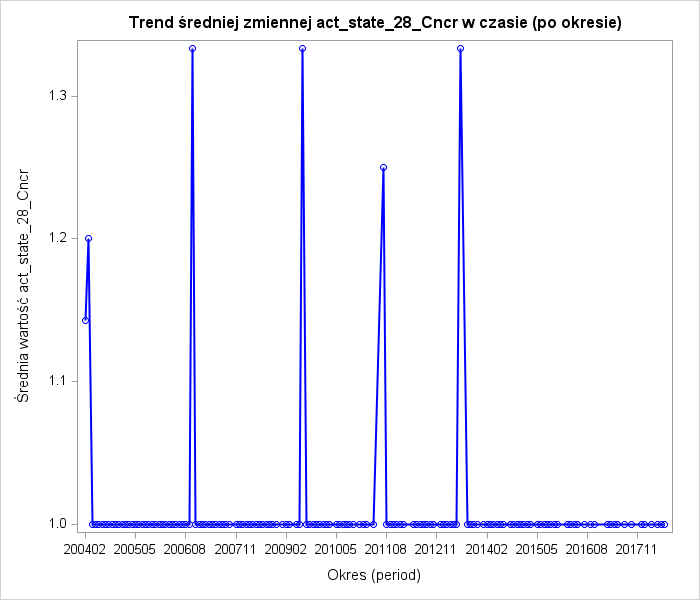 Trend średniej zmiennej act_state_28_Cncr w czasie (po okresie)
Średnia wartość act_state_28_Cncr
1.3
1.2
1.1
1.0
200402 200505 200608 200711 200902 201005 201108 201211 201402 201505 201608 201711
Okres (period)